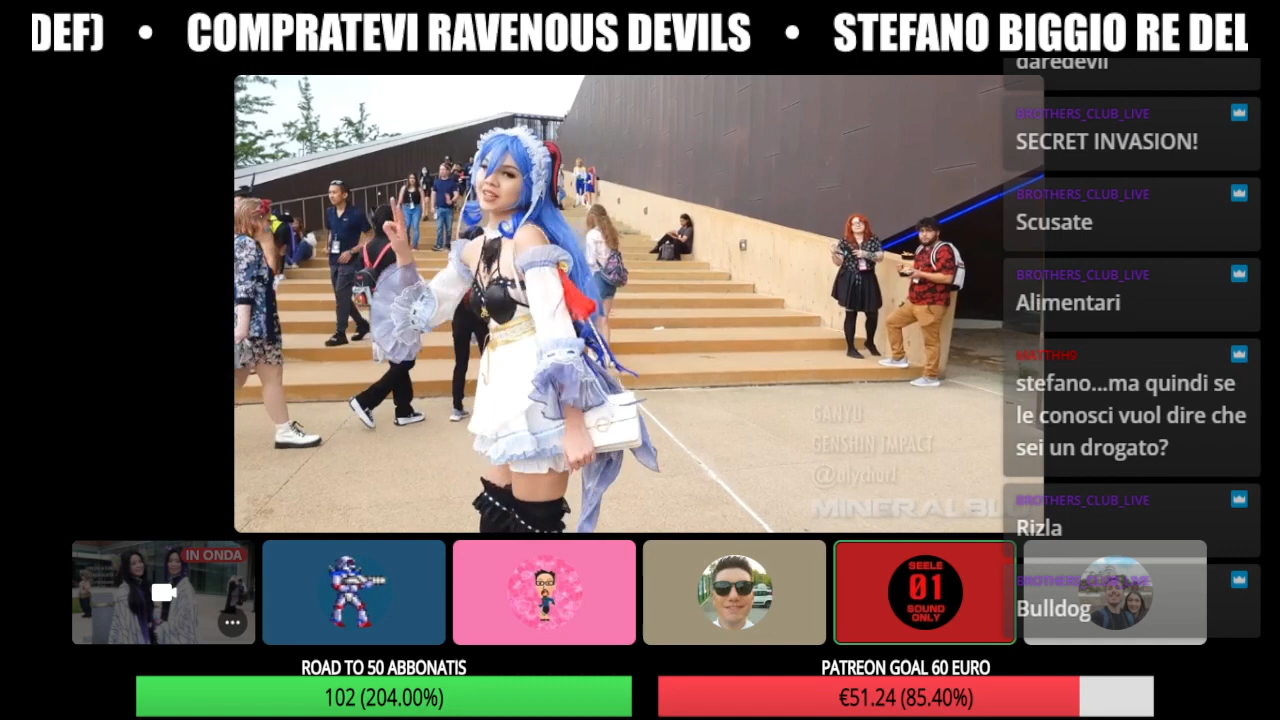 DEF) • COMPRATEVI RAVENOUS DEVILS • STEFANO BIGGIO RE DEL
daredevil
BROTHERS_CLUB_LIVE
SECRET INVASION!
BROTHERS_CLUB_LIVE
Scusate
BROTHERS_CLUB_LIVE
Alimentari
MATTHH9
stefano...ma quindi se
le conosci vuol dire che
sei un drogato?
BROTHERS_CLUB_LIVE
Rizla
BROTHERS_CLUB_LIVE
Bulldog
GANYU
GENSHIN IMPACT
IN ONDA
SEELE
01
SOUND
ONLY
ROAD TO 50 ABBONATIS
102 (204.00%)
PATREON GOAL 60 EURO
€51.24 (85.40%)